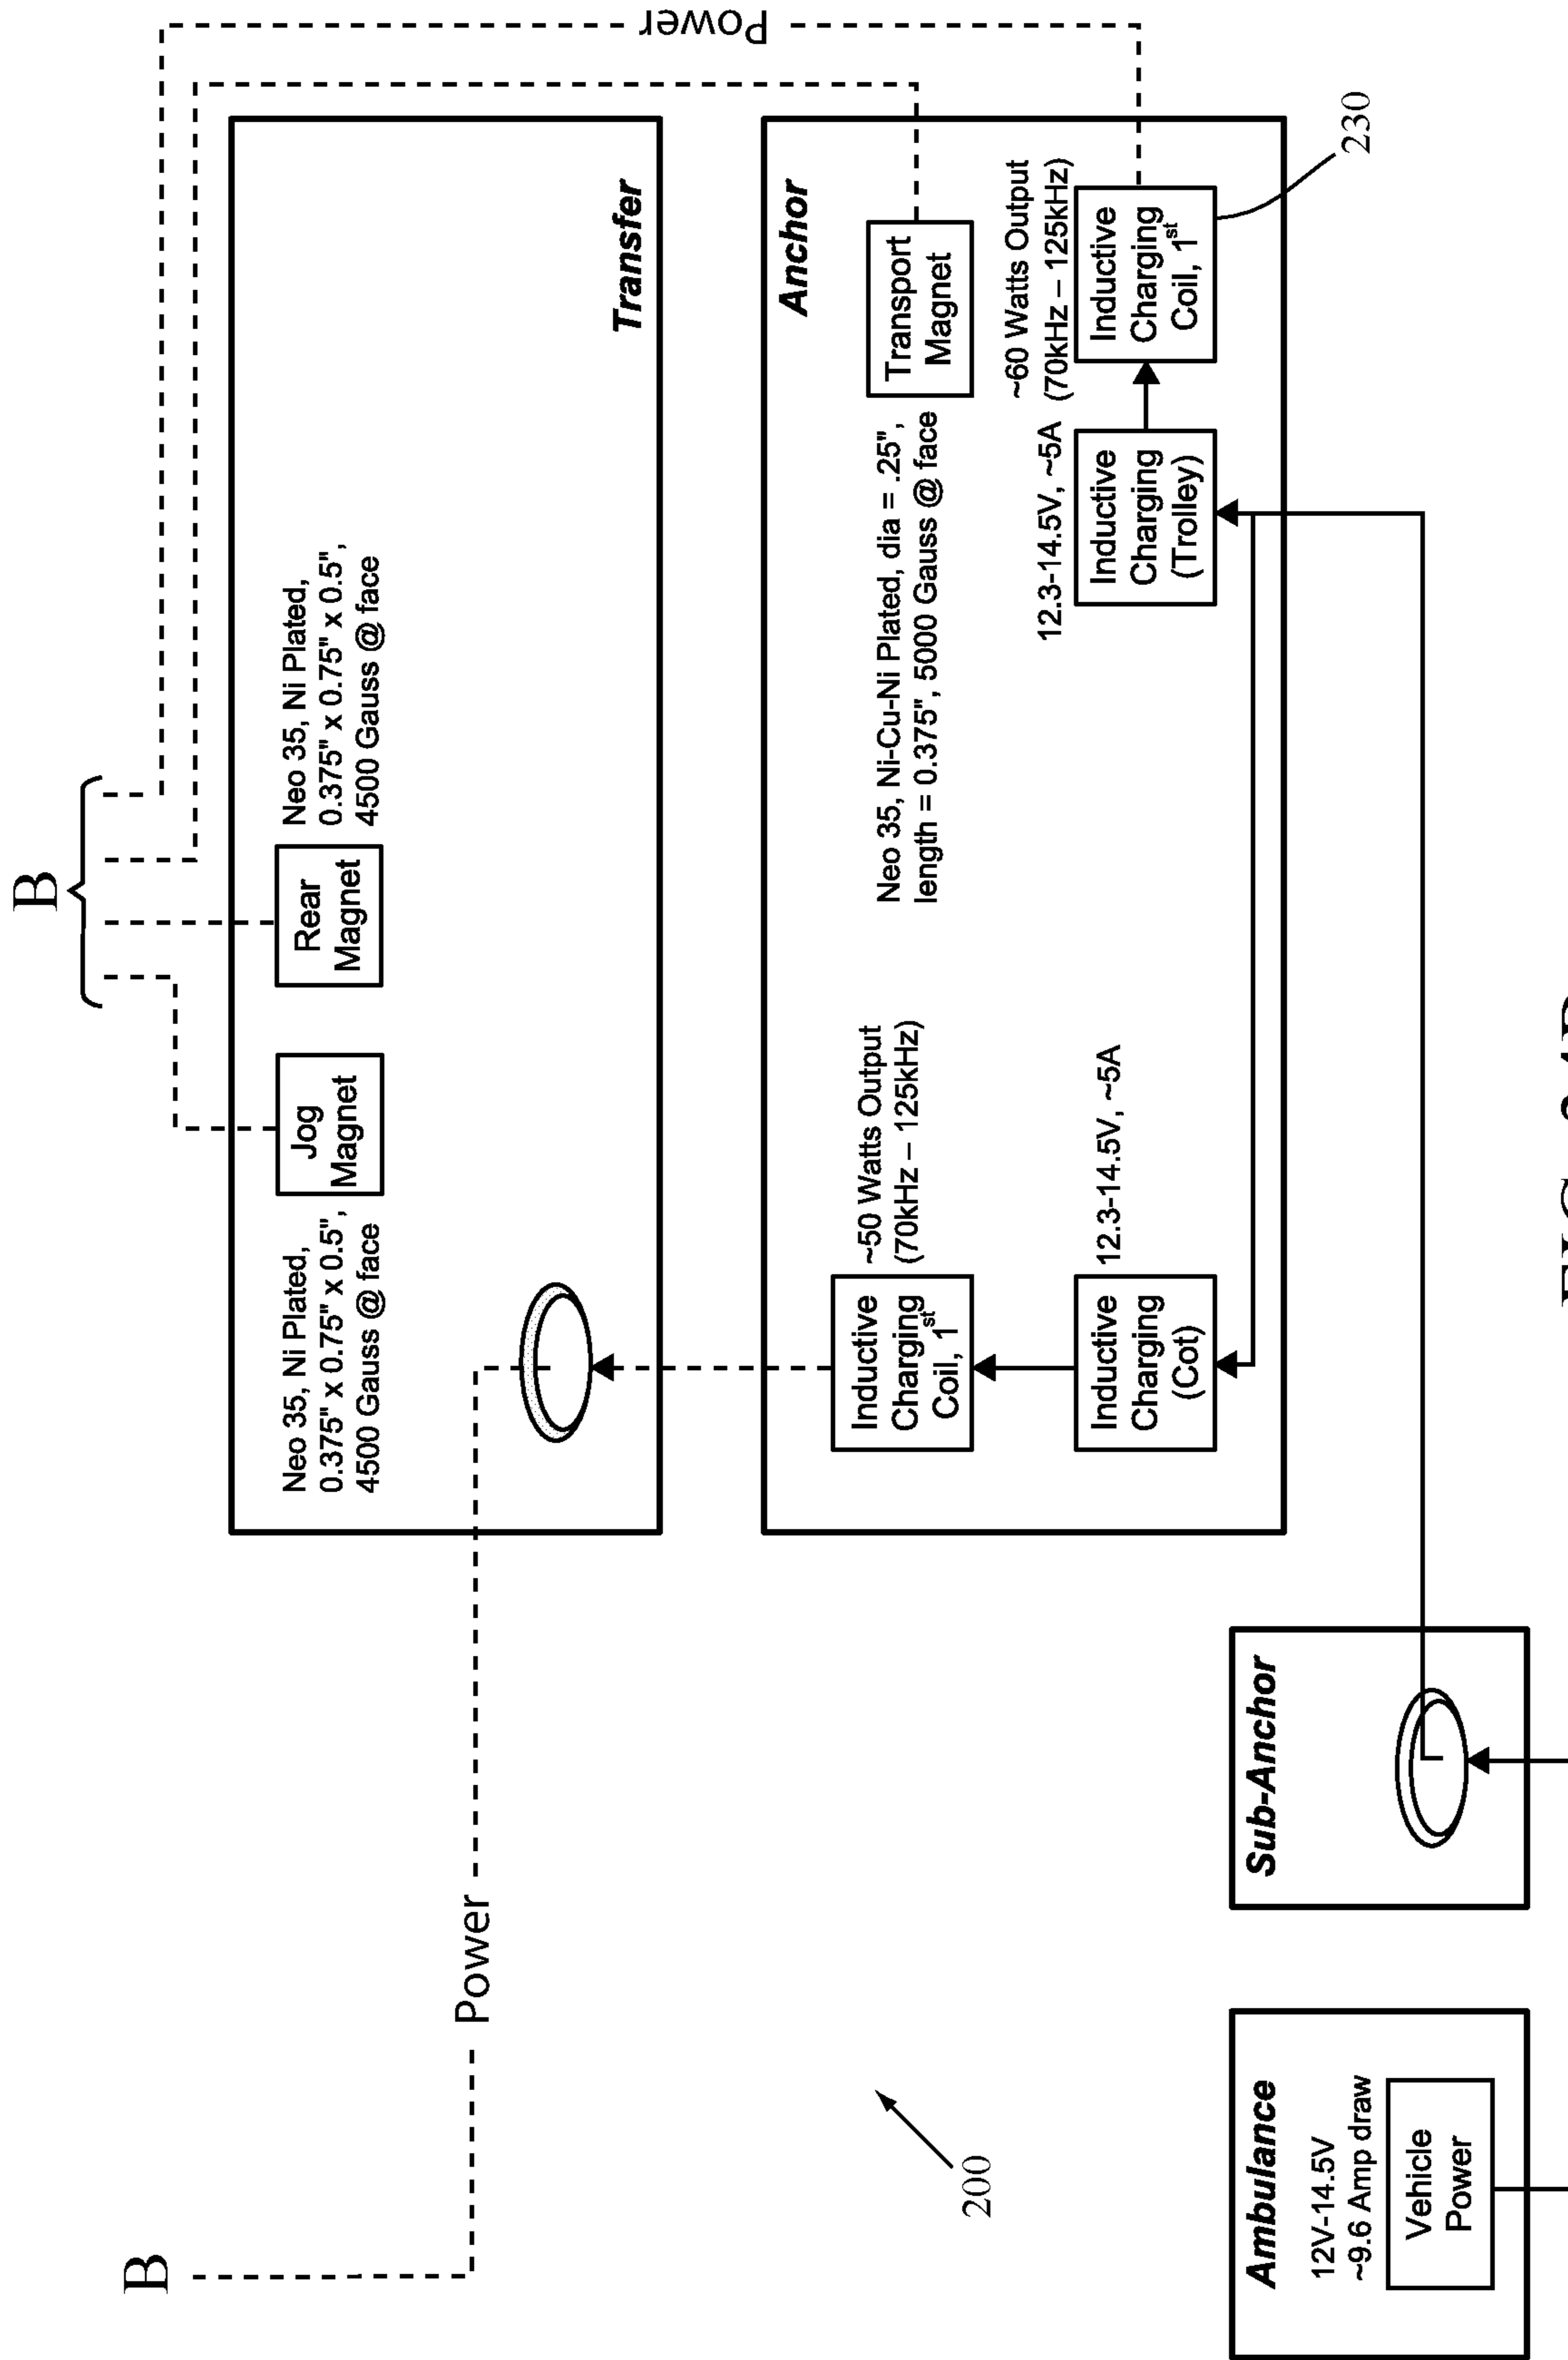 B
B
Power
Jog
Magnet
Neo 35, Ni Plated,
0.375" x 0.75" x 0.5",
4500 Gauss @ face
Rear
Magnet
Neo 35, Ni Plated,
0.375" x 0.75" x 0.5",
4500 Gauss @ face
Transfer
Power
200
Anchor
Inductive
Charging
Coil, 1st
~50 Watts Output
(70kHz – 125kHz)
Neo 35, Ni-Cu-Ni Plated, dia = .25",
length = 0.375", 5000 Gauss @ face
Transport
Magnet
Inductive
Charging
(Cot)
12.3-14.5V, ~5A
12.3-14.5V, ~5A
Inductive
Charging
(Trolley)
~60 Watts Output
(70kHz – 125kHz)
Inductive
Charging
Coil, 1st
230
Ambulance
12V-14.5V
~9.6 Amp draw
Vehicle
Power
Sub-Anchor